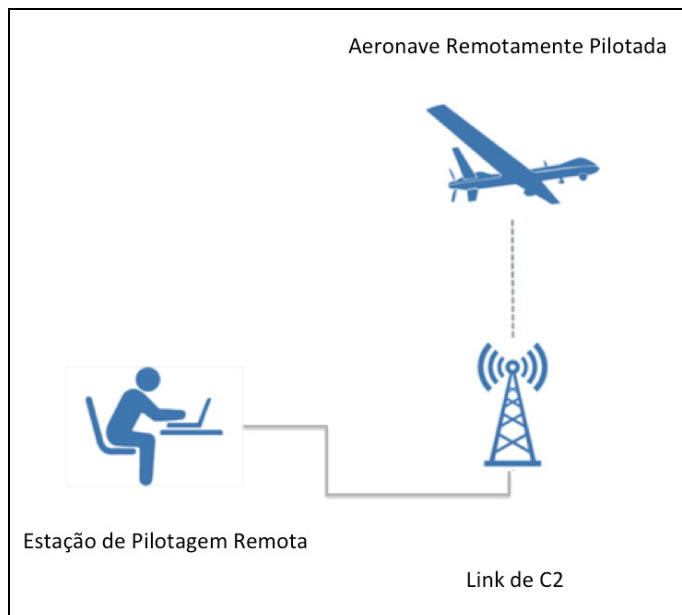 Aeronave Remotamente Pilotada
Estação de Pilotagem Remota
Link de C2